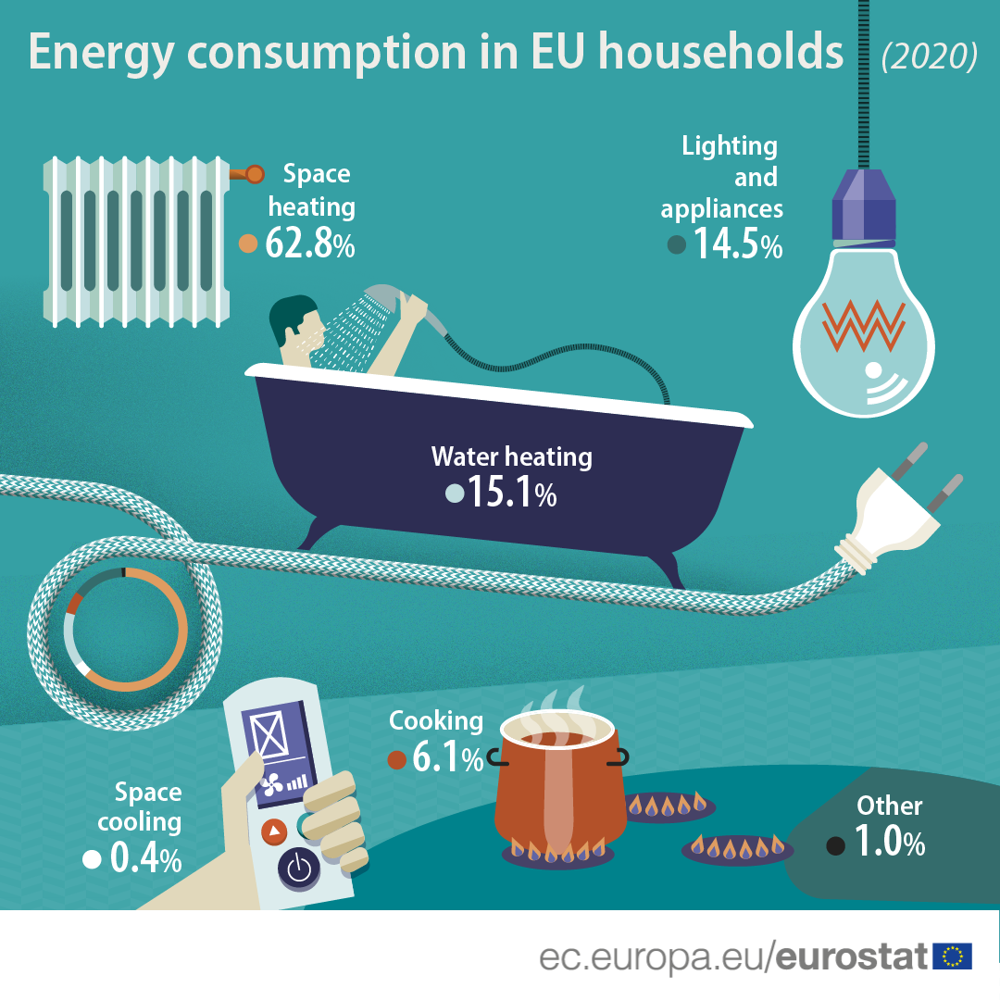 Energy consumption in EU households (2020)
Space
heating
62.8%
Lighting
and
appliances
14.5%
Water heating
15.1%
Cooking
6.1%
Space
cooling
0.4%
Other
1.0%
ec.europa.eu/eurostat